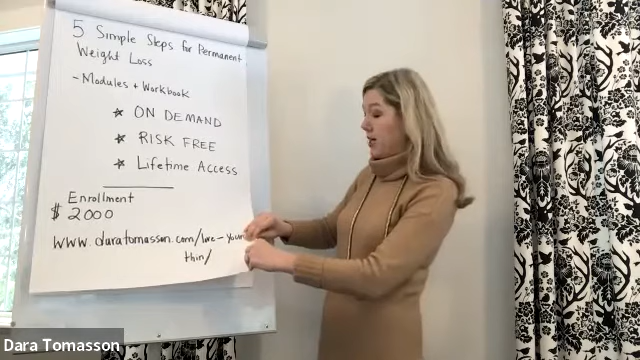 5 Simple Steps for Permanent
Weight Loss
- Modules + Workbook
* ON DEMAND
* RISK FREE
* Lifetime Access
Enrollment
$ 2000
www.daratomasson.com/love-your
thin/
Dara Tomasson